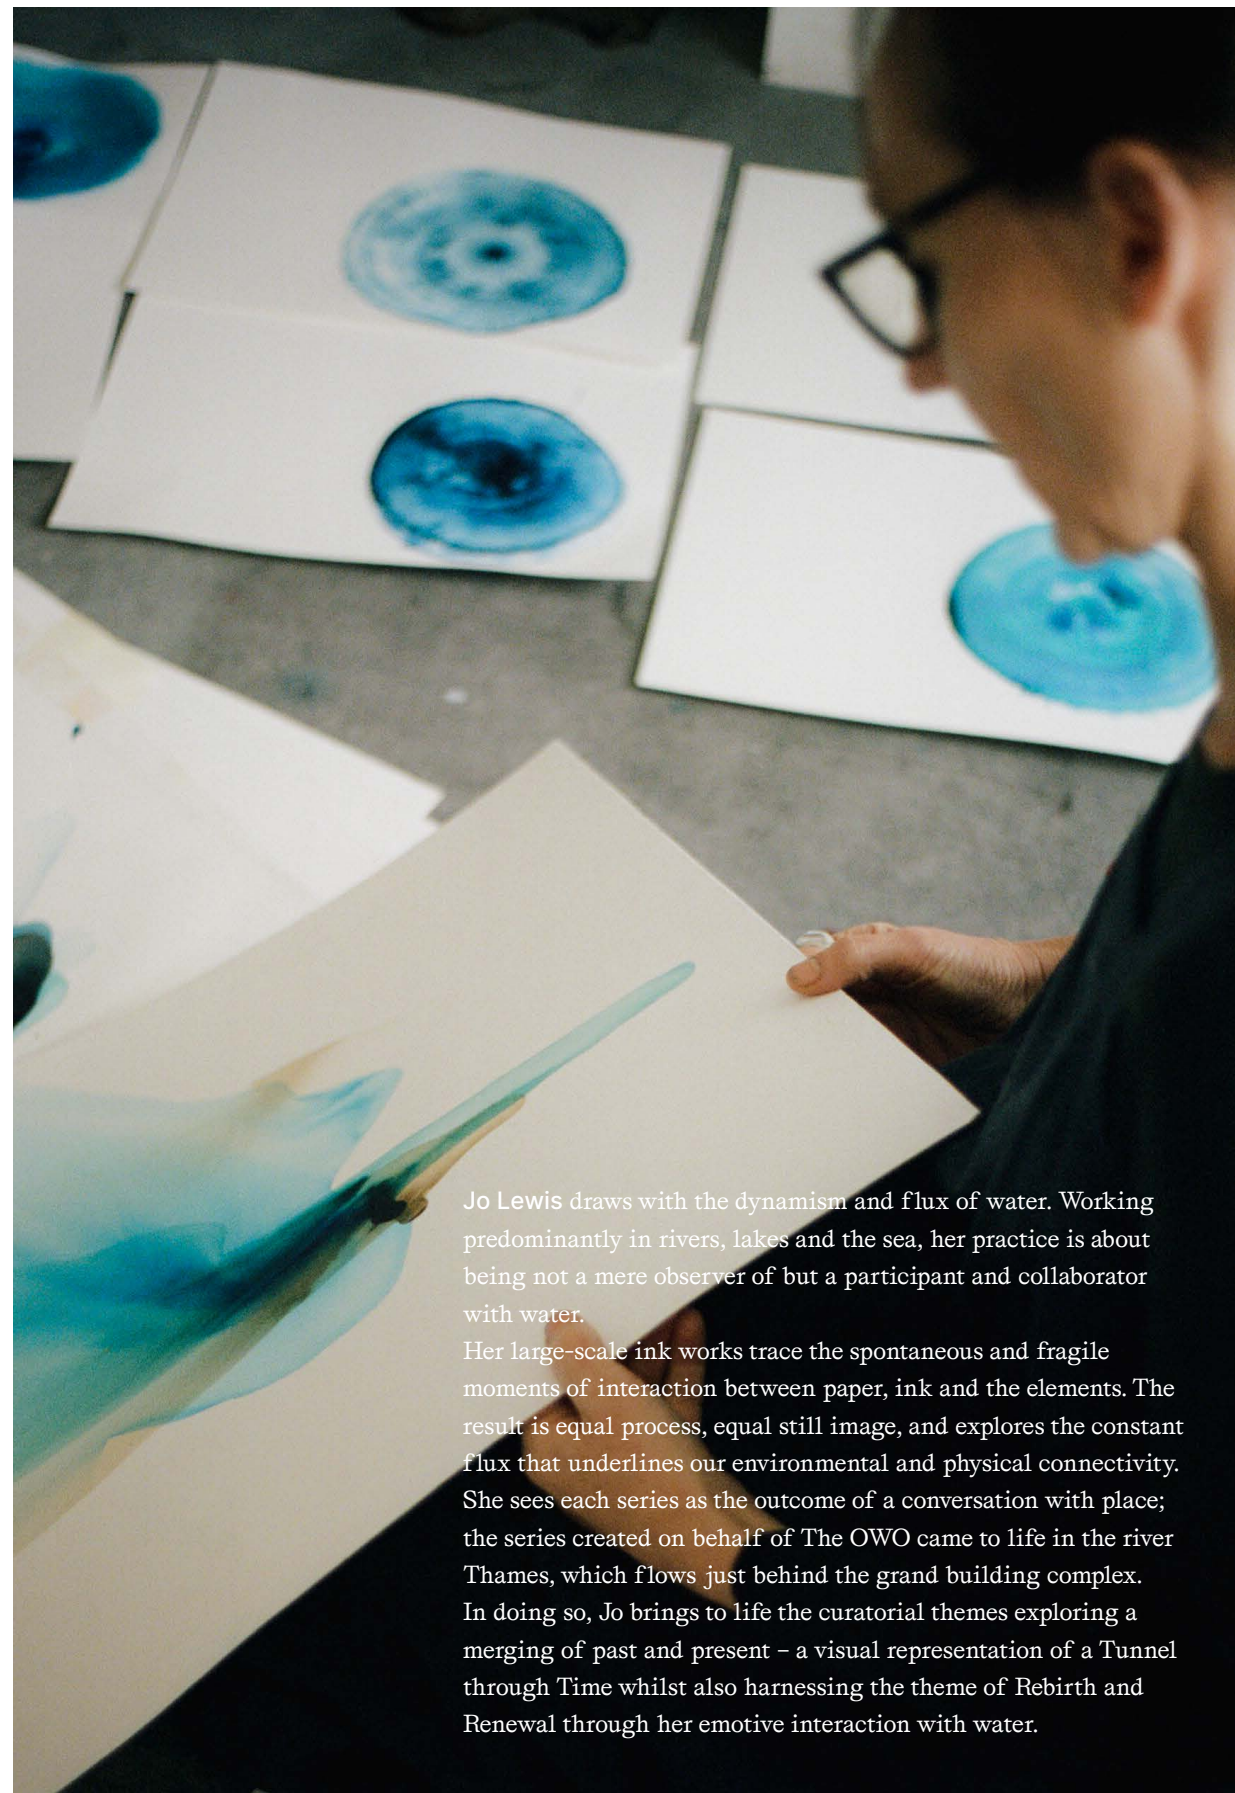 Jo Lewis draws with the dynamism and flux of water. Working
predominantly in rivers, lakes and the sea, her practice is about
being not a mere observer of but a participant and collaborator
with water.
Her large-scale ink works trace the spontaneous and fragile
moments of interaction between paper, ink and the elements. The
result is equal process, equal still image, and explores the constant
flux that underlines our environmental and physical connectivity.
She sees each series as the outcome of a conversation with place;
the series created on behalf of The OWO came to life in the river
Thames, which flows just behind the grand building complex.
In doing so, Jo brings to life the curatorial themes exploring a
merging of past and present – a visual representation of a Tunnel
through Time whilst also harnessing the theme of Rebirth and
Renewal through her emotive interaction with water.